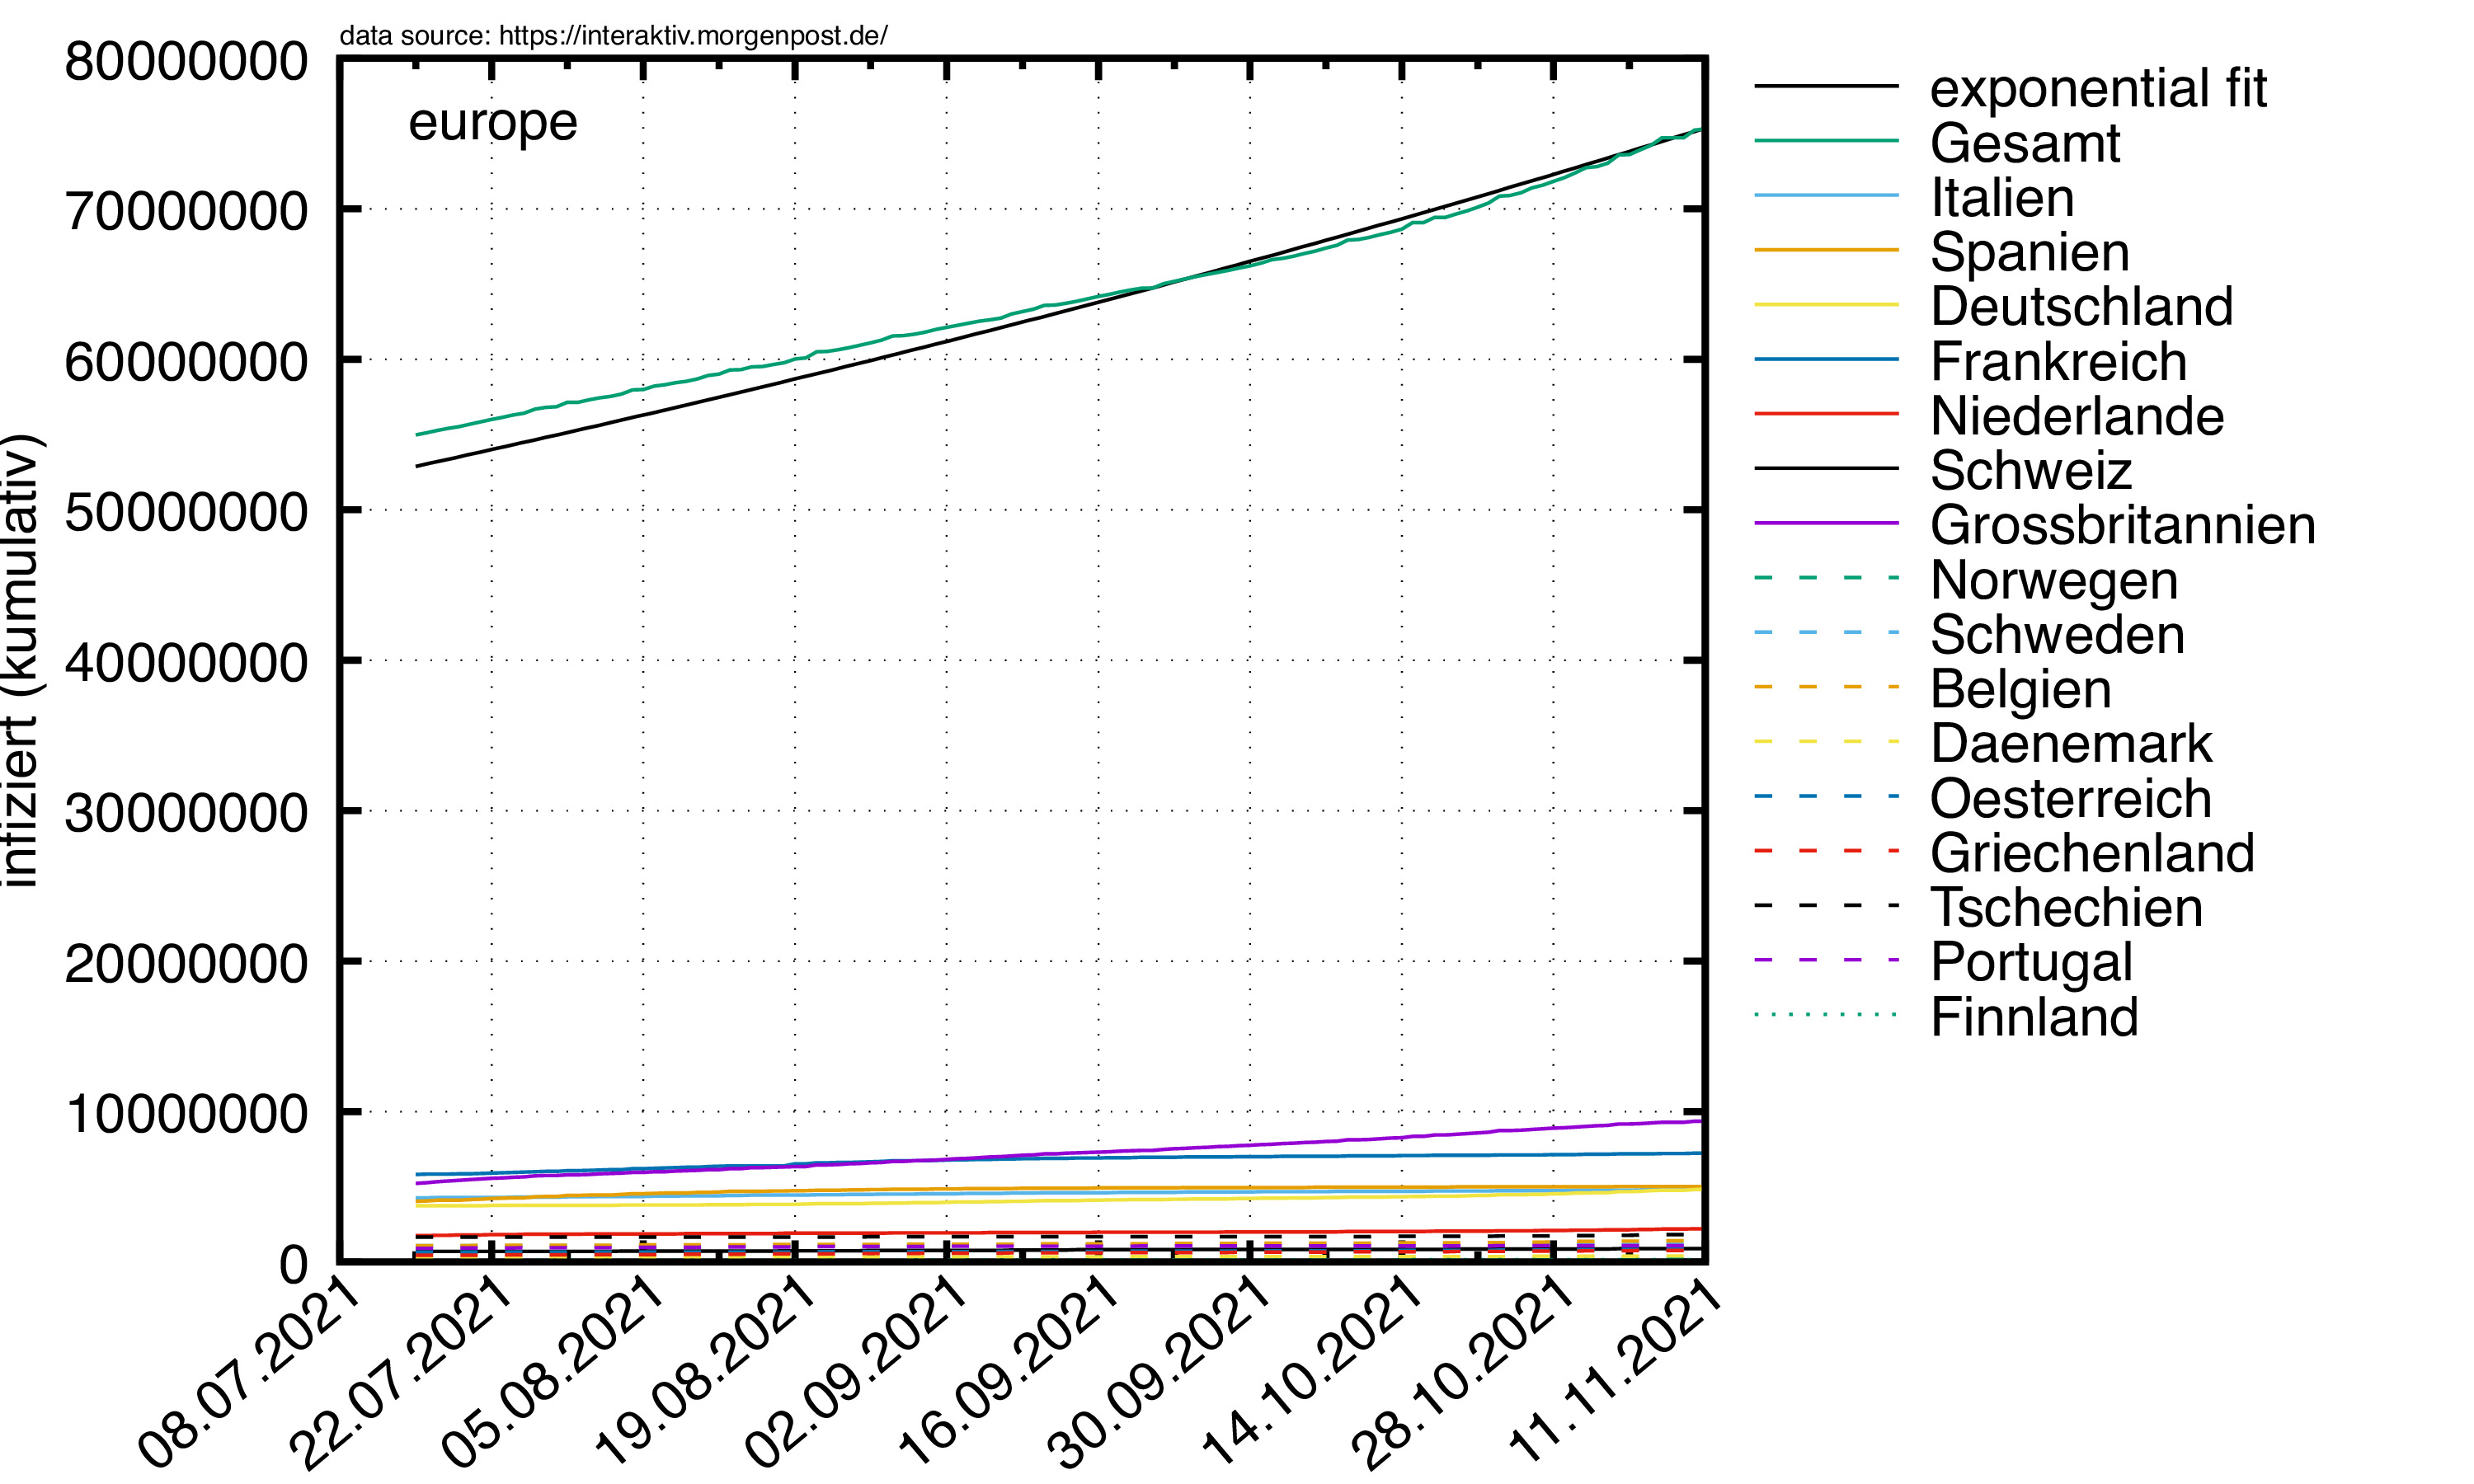 data source: https://interaktiv.morgenpost.de/
europe
infiziert (kumulativ)
80000000
70000000
60000000
50000000
40000000
30000000
20000000
10000000
0
08.07.2021
22.07.2021
05.08.2021
19.08.2021
02.09.2021
16.09.2021
30.09.2021
14.10.2021
28.10.2021
11.11.2021
exponential fit
Gesamt
Italien
Spanien
Deutschland
Frankreich
Niederlande
Schweiz
Grossbritannien
Norwegen
Schweden
Belgien
Daenemark
Oesterreich
Griechenland
Tschechien
Portugal
Finnland